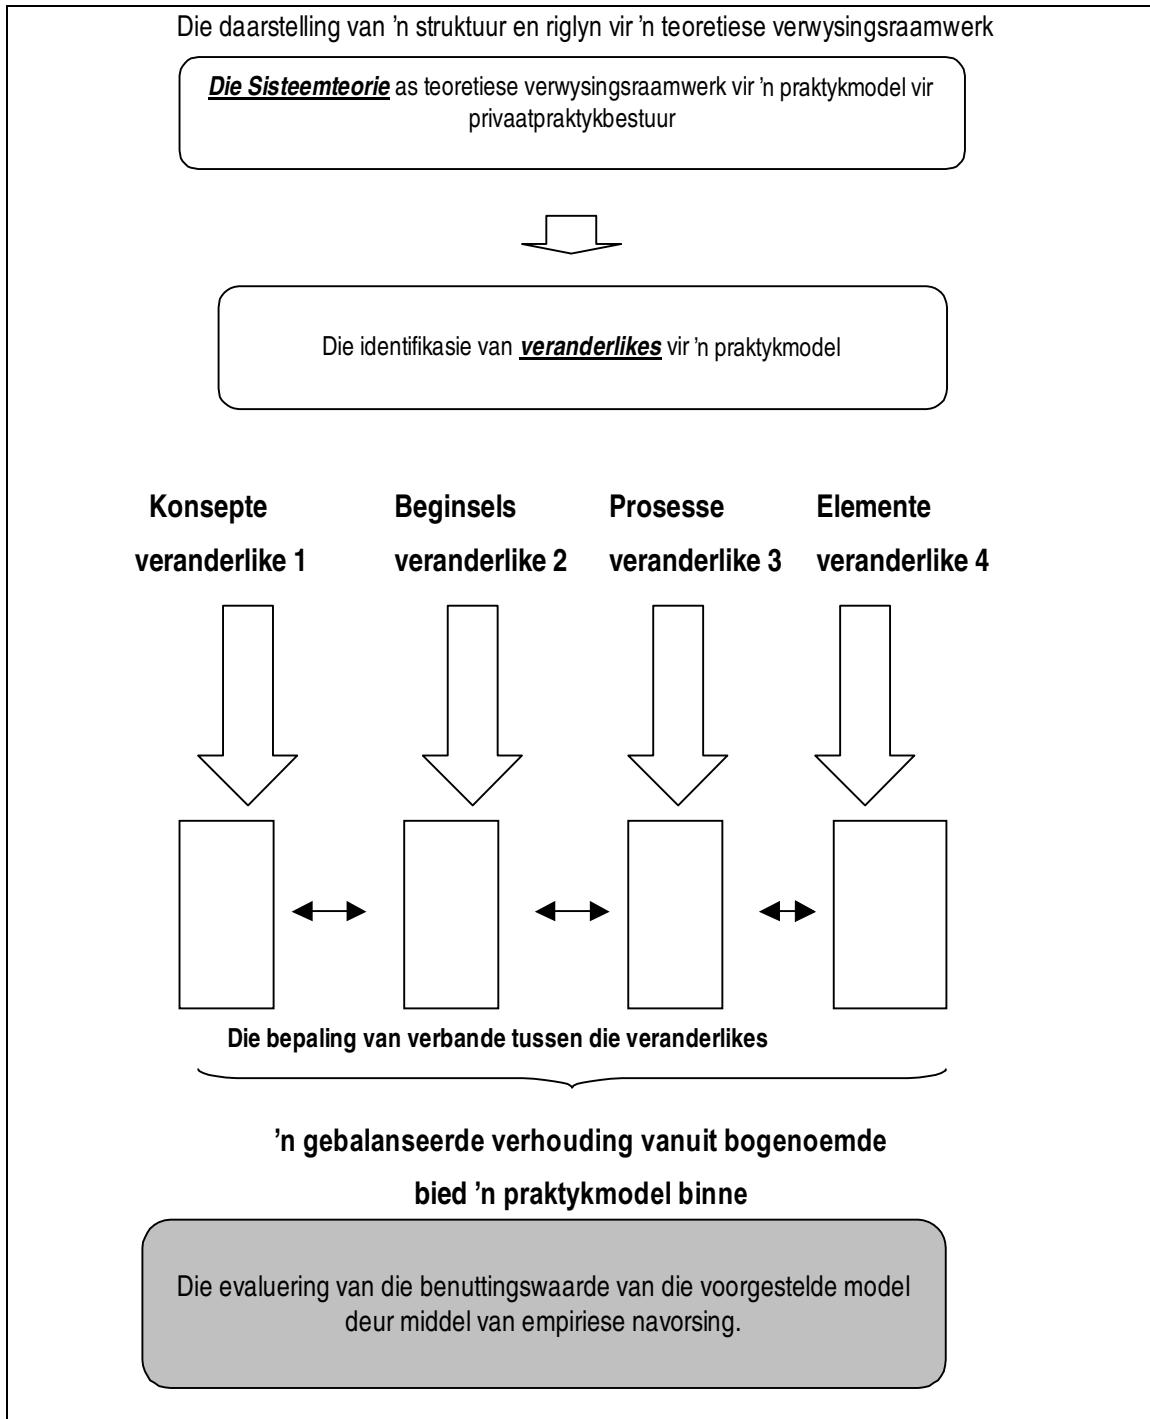 Die daarstelling van ’n struktuur en riglyn vir ’n teoretiese verwysingsraamwerk
Die Sisteemteorie as teoretiese verwysingsraamwerk vir ’n praktykmodel vir
privaatpraktykbestuur
Die identifikasie van veranderlikes vir ’n praktykmodel
Konsepte Beginsels Prosesse Elemente
veranderlike 1 veranderlike 2 veranderlike 3 veranderlike 4
Die bepaling van verbande tussen die veranderlikes
’n gebalanseerde verhouding vanuit bogenoemde
bied ’n praktykmodel binne
Die evaluering van die benuttingswaarde van die voorgestelde model
deur middel van empiriese navorsing.